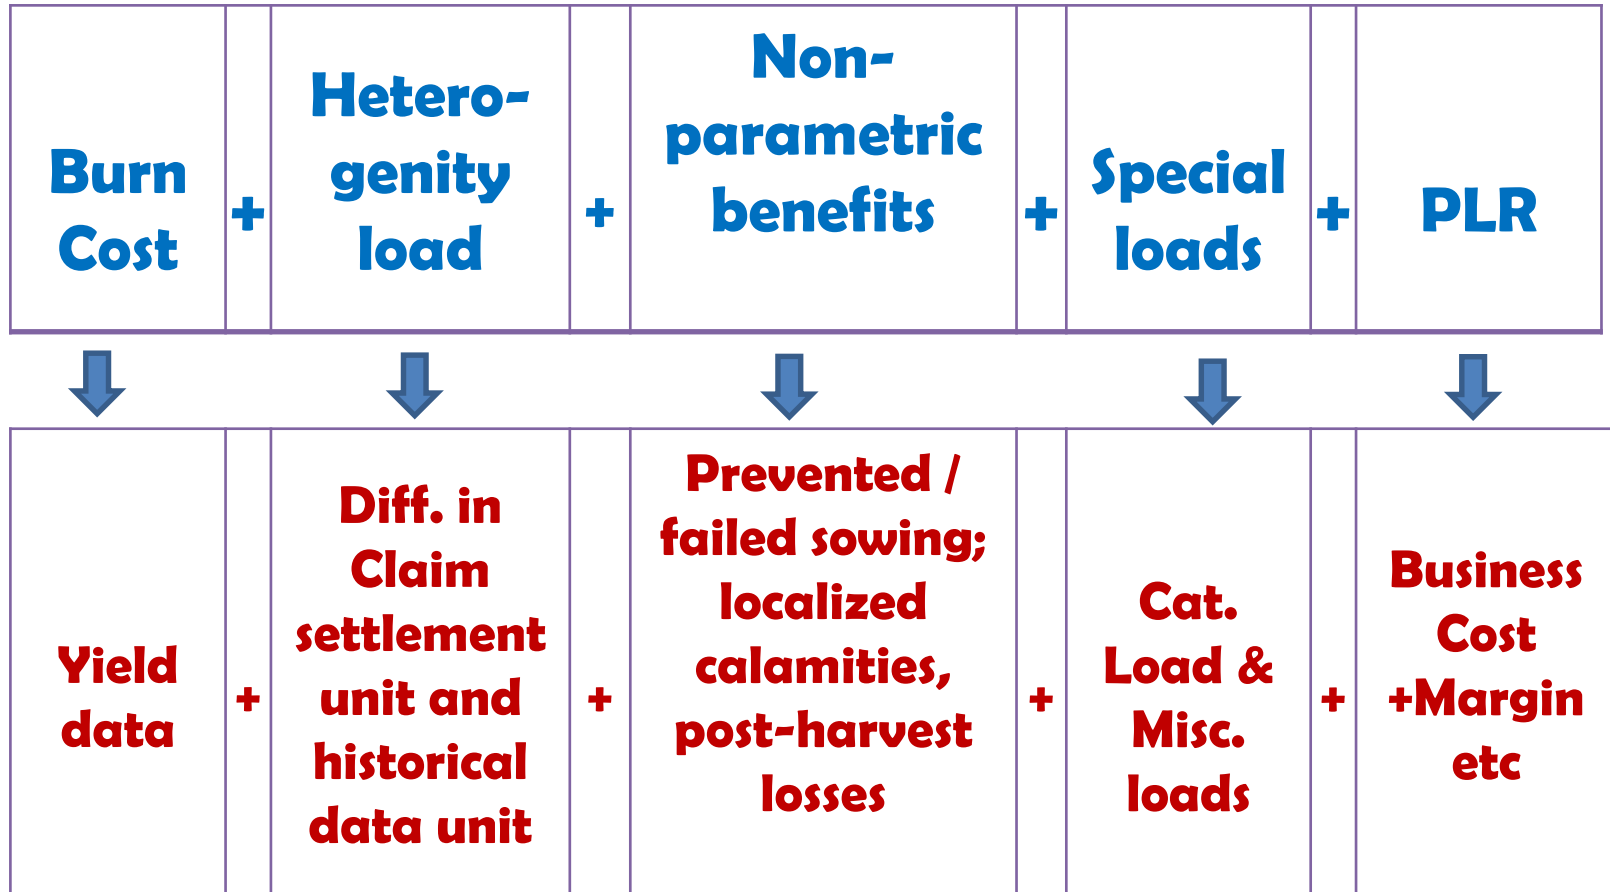 Burn
Cost
+
Hetero-
genity
load
+
Non-
parametric
benefits
+
Special
loads
+
PLR
Yield
data
+
Diff. in
Claim
settlement
unit and
historical
data unit
+
Prevented /
failed sowing;
localized
calamities,
post-harvest
losses
+
Cat.
Load &
Misc.
loads
+
Business
Cost
+Margin
etc